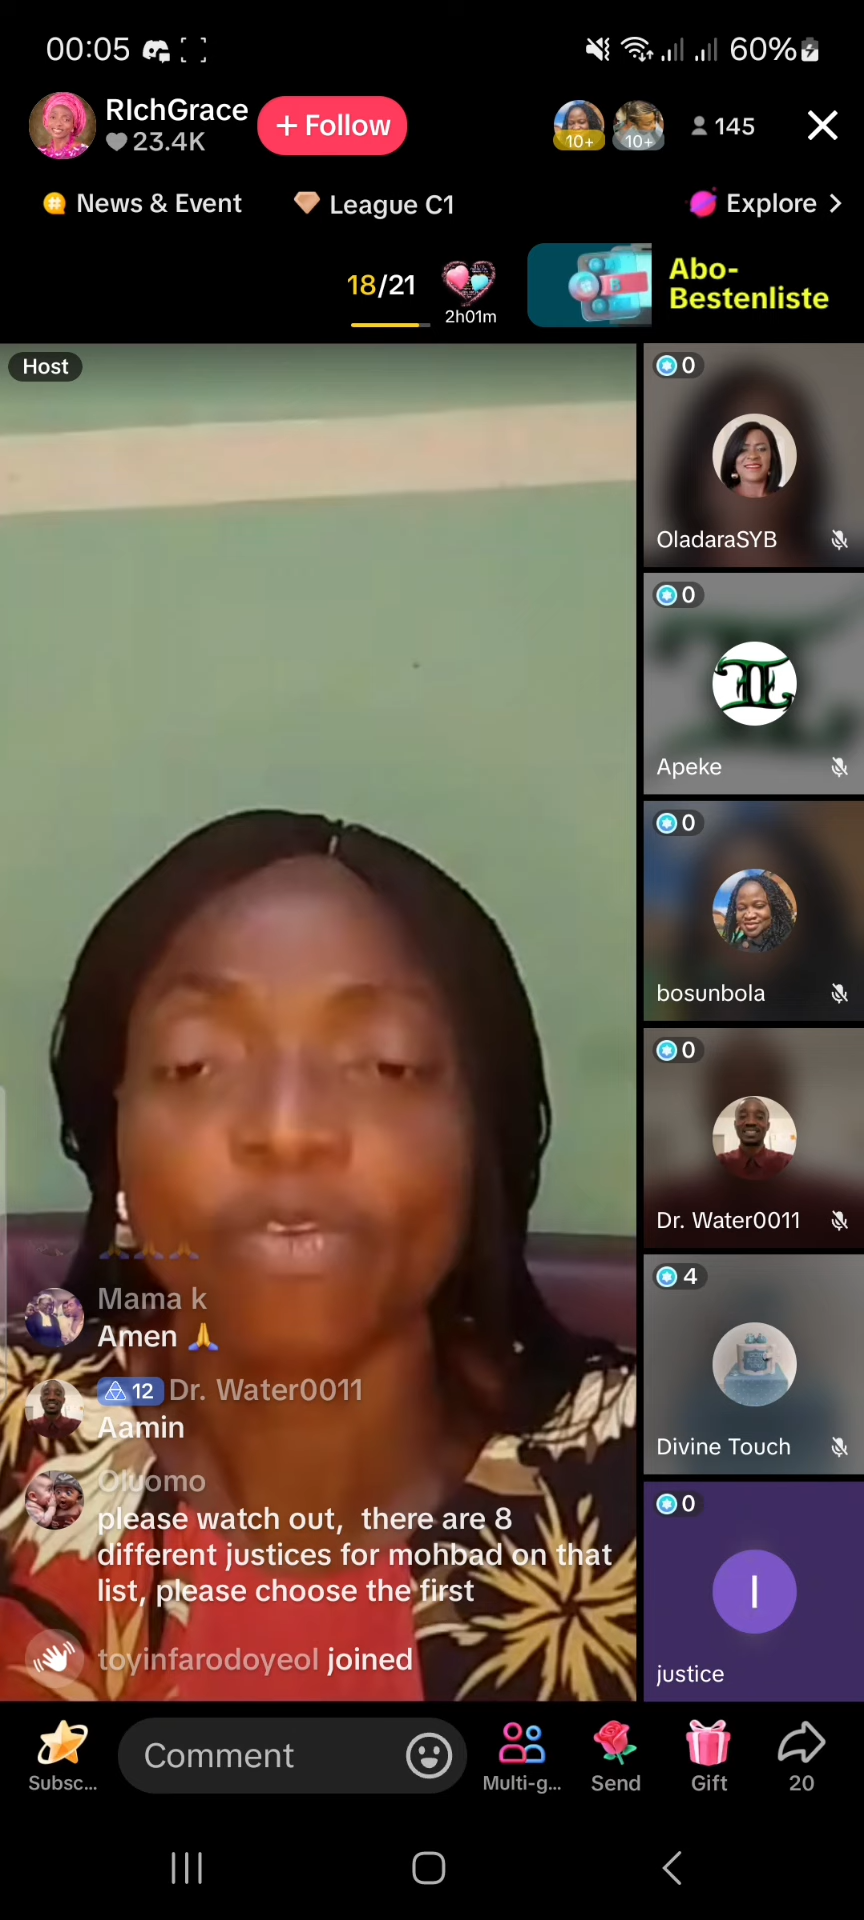 00:05
60%
RIchGrace
23.4K
+ Follow
10+
10+
145
News & Event
League C1
Explore >
18/21
2h01m
Abo-
Bestenliste
Host
0
OladaraSYB
0
Apeke
0
bosunbola
0
Dr. Water0011
4
Divine Touch
0
I
justice
🙏🙏🙏
Mama k
Amen 🙏
12 Dr. Water0011
Aamin
Oluomo
please watch out, there are 8
different justices for mohbad on that
list, please choose the first
toyinfarodoyeol joined
Subsc...
Comment
Multi-g...
Send
Gift
20